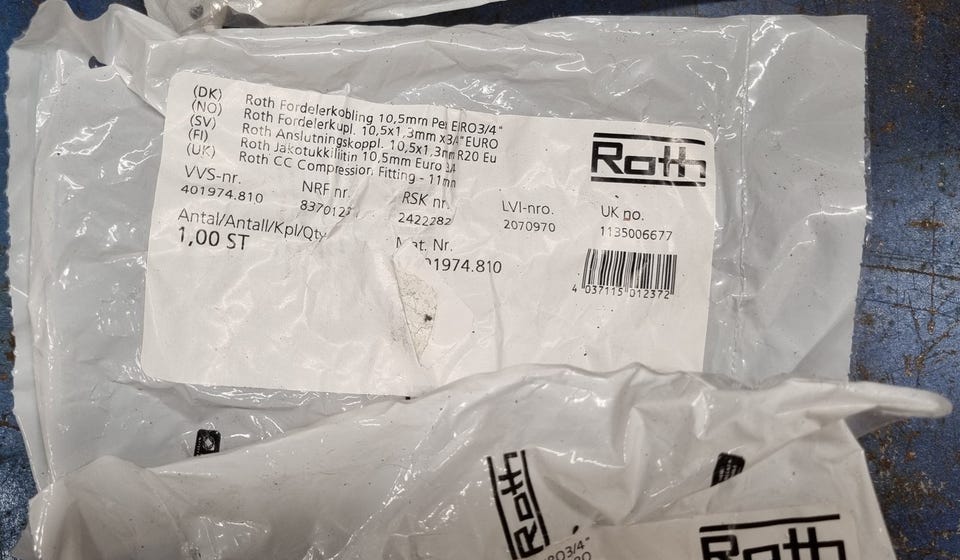 (DK) Roth Fordelerkobling 10,5mm Pex EURO3/4"
(NO) Roth Fordelerkupl. 10,5x1,3mm x3/4"EURO
(SV) Roth Anslutningskoppl. 10,5x1,3mm R20 Eu
(FI) Roth Jakotukkiliitin 10,5mm Euro 3/4
(UK) Roth CC Compression Fitting - 11mm
Roth
VVS-nr. NRF nr. RSK nr. LVI-nro. UK no.
401974.810 2422282 2070970 1135006677
Antal/Antall/Kpl/Qty Mat. Nr.
1,00 ST 01974.810
4 037115 012372
Roth
Roth